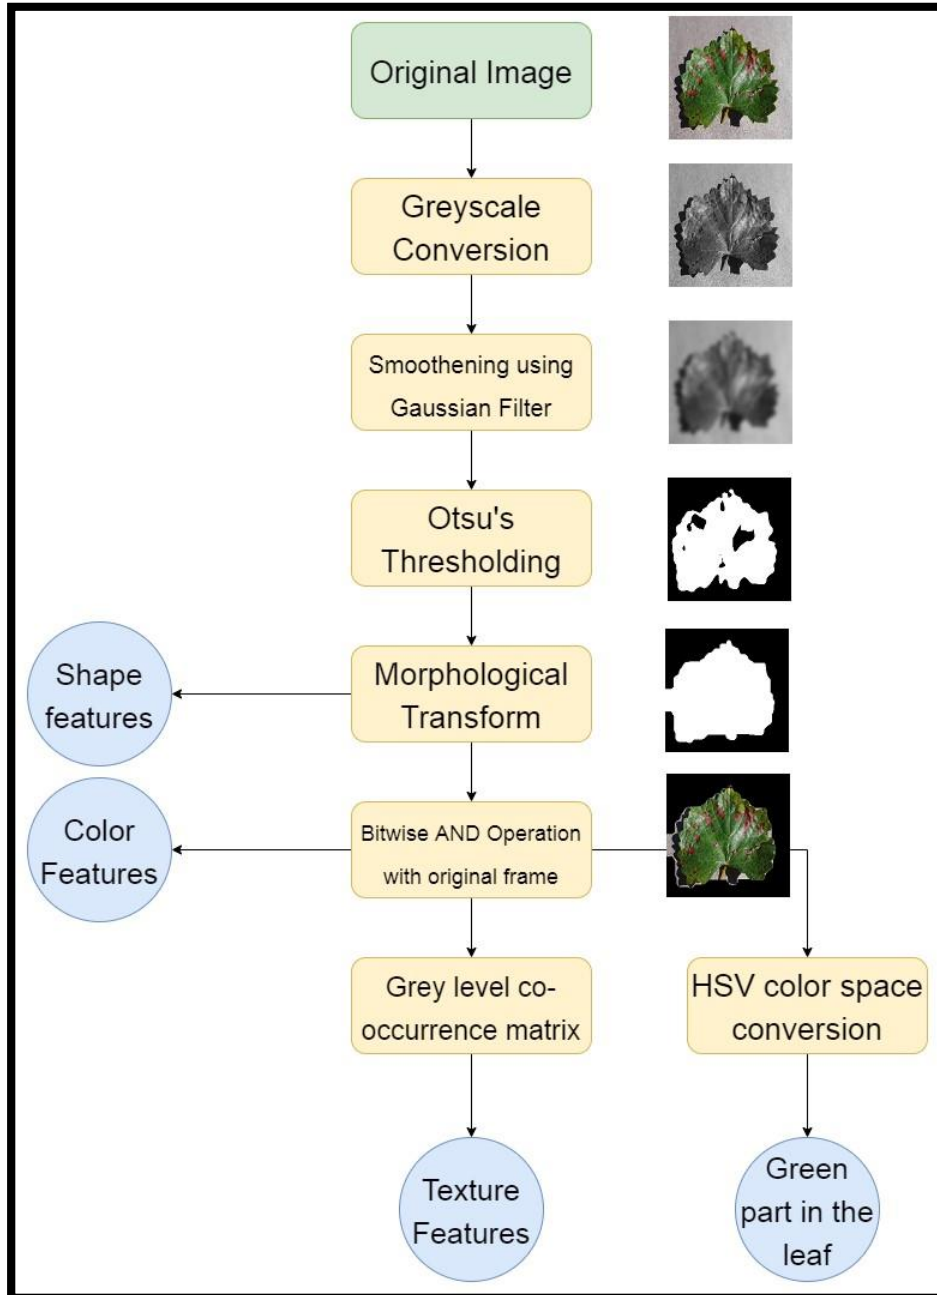 Original Image
Greyscale
Conversion
Smoothening using
Gaussian Filter
Otsu's
Thresholding
Shape
features
Morphological
Transform
Color
Features
Bitwise AND Operation
with original frame
Grey level co-
occurrence matrix
HSV color space
conversion
Texture
Features
Green
part in the
leaf